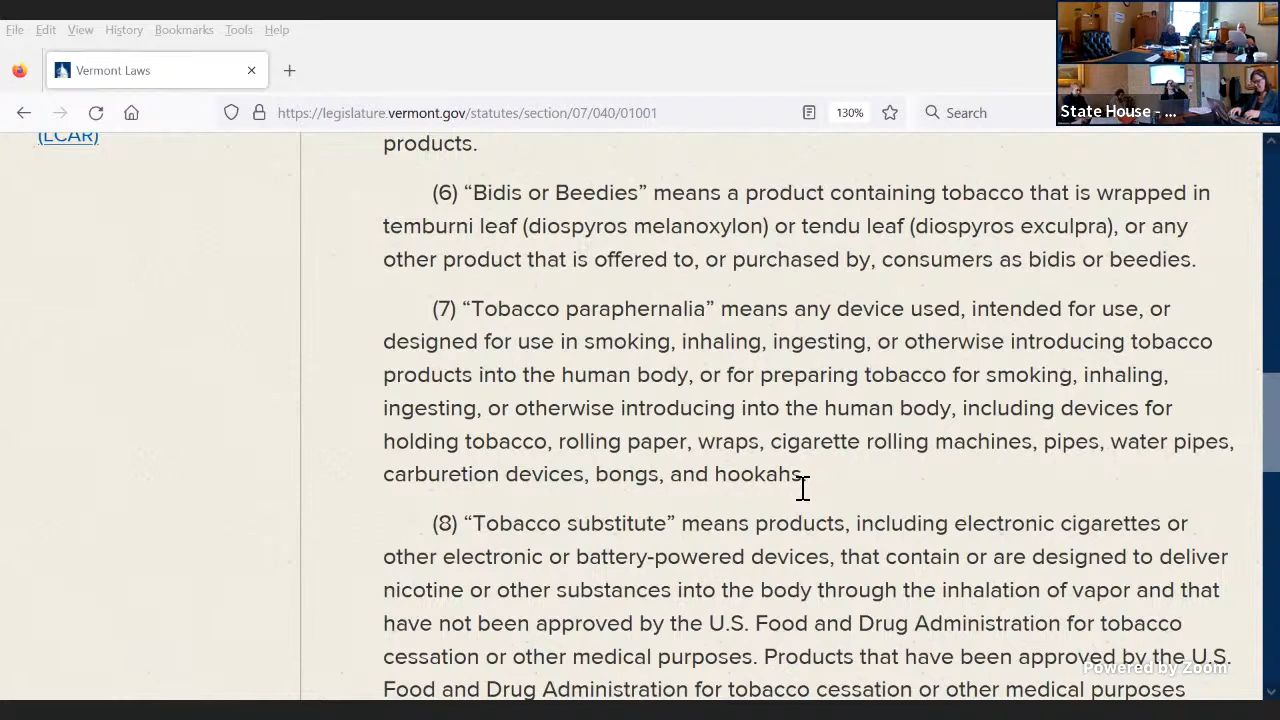 File Edit View History Bookmarks Tools Help
Vermont Laws
https://legislature.vermont.gov/statutes/section/07/040/01001
130%
Search
State House - ...
(LCAR)
products.
(6) “Bidis or Beedies” means a product containing tobacco that is wrapped in
temburni leaf (diospyros melanoxylon) or tendu leaf (diospyros exculpra), or any
other product that is offered to, or purchased by, consumers as bidis or beedies.
(7) “Tobacco paraphernalia” means any device used, intended for use, or
designed for use in smoking, inhaling, ingesting, or otherwise introducing tobacco
products into the human body, or for preparing tobacco for smoking, inhaling,
ingesting, or otherwise introducing into the human body, including devices for
holding tobacco, rolling paper, wraps, cigarette rolling machines, pipes, water pipes,
carburetion devices, bongs, and hookahs.
(8) “Tobacco substitute” means products, including electronic cigarettes or
other electronic or battery-powered devices, that contain or are designed to deliver
nicotine or other substances into the body through the inhalation of vapor and that
have not been approved by the U.S. Food and Drug Administration for tobacco
cessation or other medical purposes. Products that have been approved by the U.S.
Powered by Zoom
Food and Drug Administration for tobacco cessation or other medical purposes